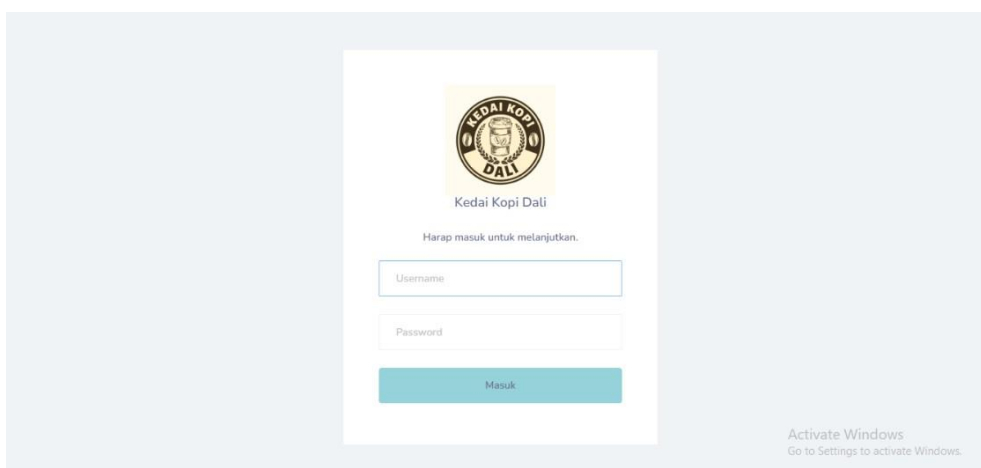 KEDAI KOPI
DALI
Kedai Kopi Dali
Harap masuk untuk melanjutkan.
Username
Password
Masuk
Activate Windows
Go to Settings to activate Windows.